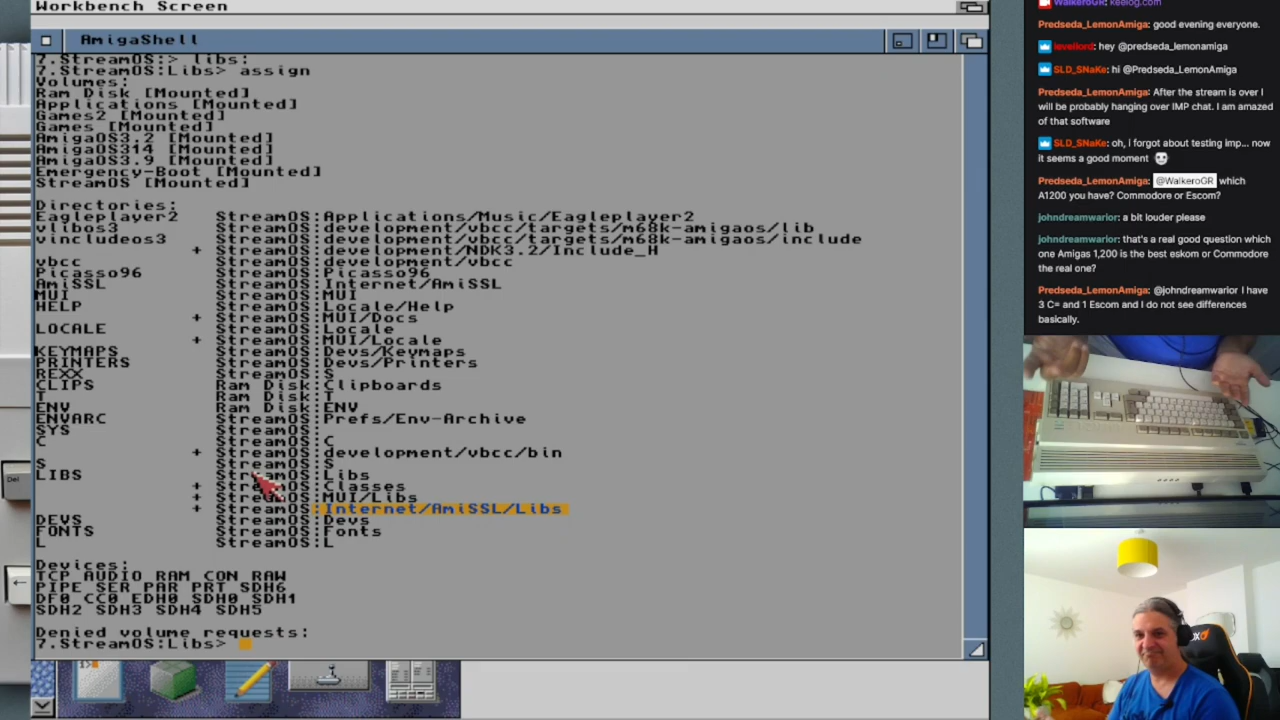 Workbench Screen
AmigaShell
7.StreamOS:> libs:
7.StreamOS:Libs> assign
Volumes:
Ram Disk [Mounted]
Applications [Mounted]
Games2 [Mounted]
Games [Mounted]
AmigaOS3.2 [Mounted]
AmigaOS314 [Mounted]
AmigaOS3.9 [Mounted]
Emergency-Boot [Mounted]
StreamOS [Mounted]
Directories:
Eagleplayer2 StreamOS:Applications/Music/Eagleplayer2
vlibos3 StreamOS:development/vbcc/targets/m68k-amigaos/lib
vincludeos3 StreamOS:development/vbcc/targets/m68k-amigaos/include
+ StreamOS:development/NDK3.2/Include_H
vbcc StreamOS:development/vbcc
Picasso96 StreamOS:Picasso96
AmiSSL StreamOS:Internet/AmiSSL
MUI StreamOS:MUI
HELP StreamOS:Locale/Help
+ StreamOS:MUI/Docs
LOCALE StreamOS:Locale
+ StreamOS:MUI/Locale
KEYMAPS StreamOS:Devs/Keymaps
PRINTERS StreamOS:Devs/Printers
REXX StreamOS:S
CLIPS Ram Disk:Clipboards
T Ram Disk:T
ENV Ram Disk:ENV
ENVARC StreamOS:Prefs/Env-Archive
SYS StreamOS:
C StreamOS:C
+ StreamOS:development/vbcc/bin
S StreamOS:S
LIBS StreamOS:Libs
+ StreamOS:Classes
+ StreamOS:MUI/Libs
+ StreamOS:Internet/AmiSSL/Libs
DEVS StreamOS:Devs
FONTS StreamOS:Fonts
L StreamOS:L
Devices:
TCP AUDIO RAM CON RAW
PIPE SER PAR PRT SDH6
DF0 CC0 EDH0 SDH0 SDH1
SDH2 SDH3 SDH4 SDH5
Denied volume requests:
7.StreamOS:Libs>
Del
WalkeroGR: keelog.com
Predseda_LemonAmiga: good evening everyone.
levellord: hey @predseda_lemonamiga
SLD_SNaKe: hi @Predseda_LemonAmiga
Predseda_LemonAmiga: After the stream is over I
will be probably hanging over IMP chat. I am amazed
of that software
SLD_SNaKe: oh, i forgot about testing imp... now
it seems a good moment
Predseda_LemonAmiga: @WalkeroGR which
A1200 you have? Commodore or Escom?
johndreamwarior: a bit louder please
johndreamwarior: that's a real good question which
one Amigas 1,200 is the best eskom or Commodore
the real one?
Predseda_LemonAmiga: @johndreamwarior I have
3 C= and 1 Escom and I do not see differences
basically.